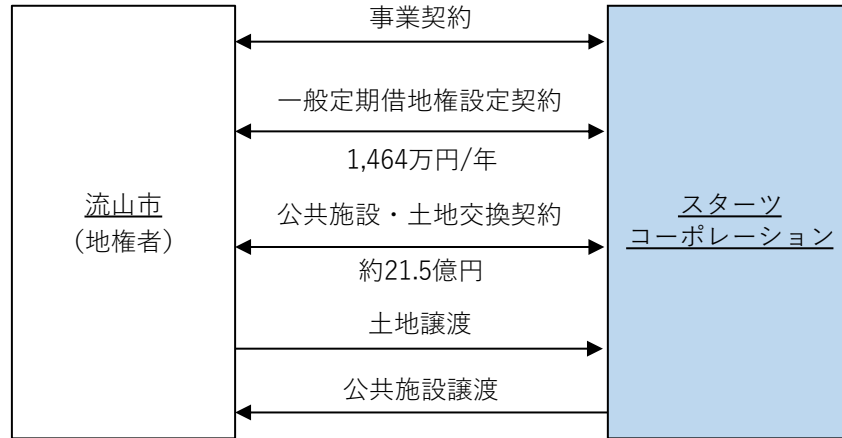 事業契約
一般定期借地権設定契約
1,464万円/年
流山市
（地権者）
公共施設・土地交換契約
スターツ
コーポレーション
約21.5億円
土地譲渡
公共施設譲渡